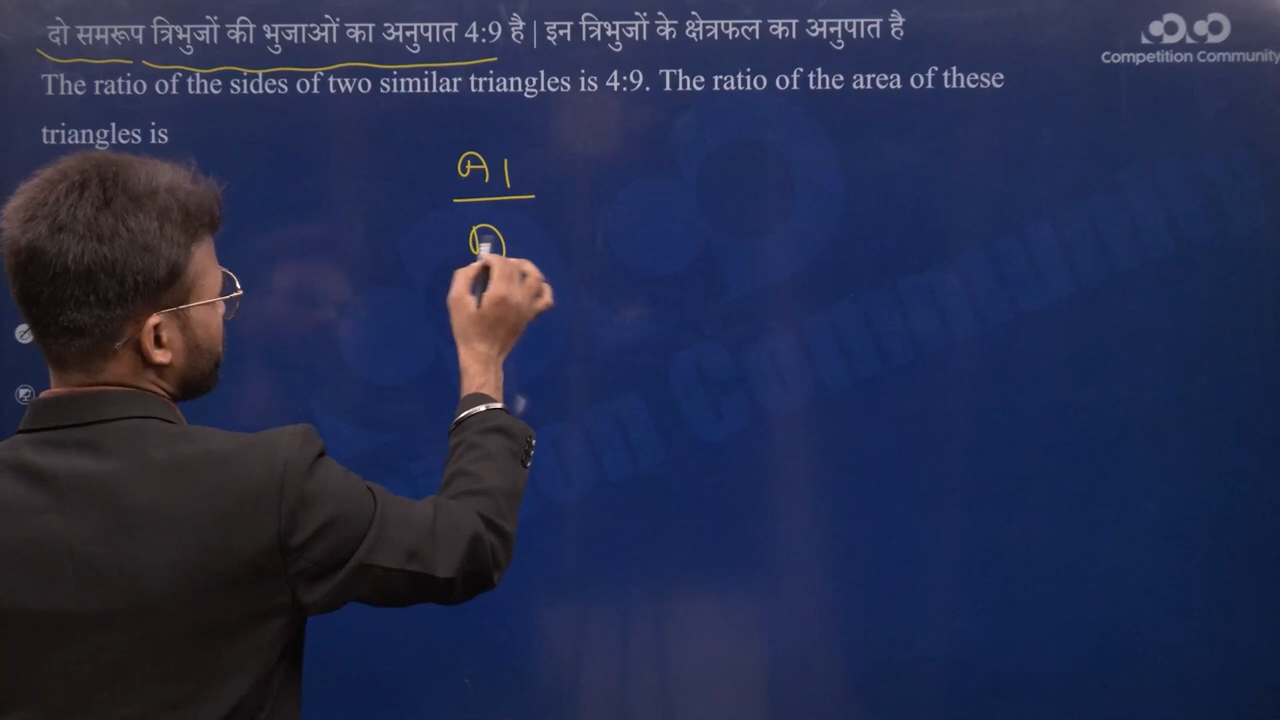 दो समरूप त्रिभुजों की भुजाओं का अनुपात 4:9 है | इन त्रिभुजों के क्षेत्रफल का अनुपात है
Competition Community
The ratio of the sides of two similar triangles is 4:9. The ratio of the area of these
triangles is